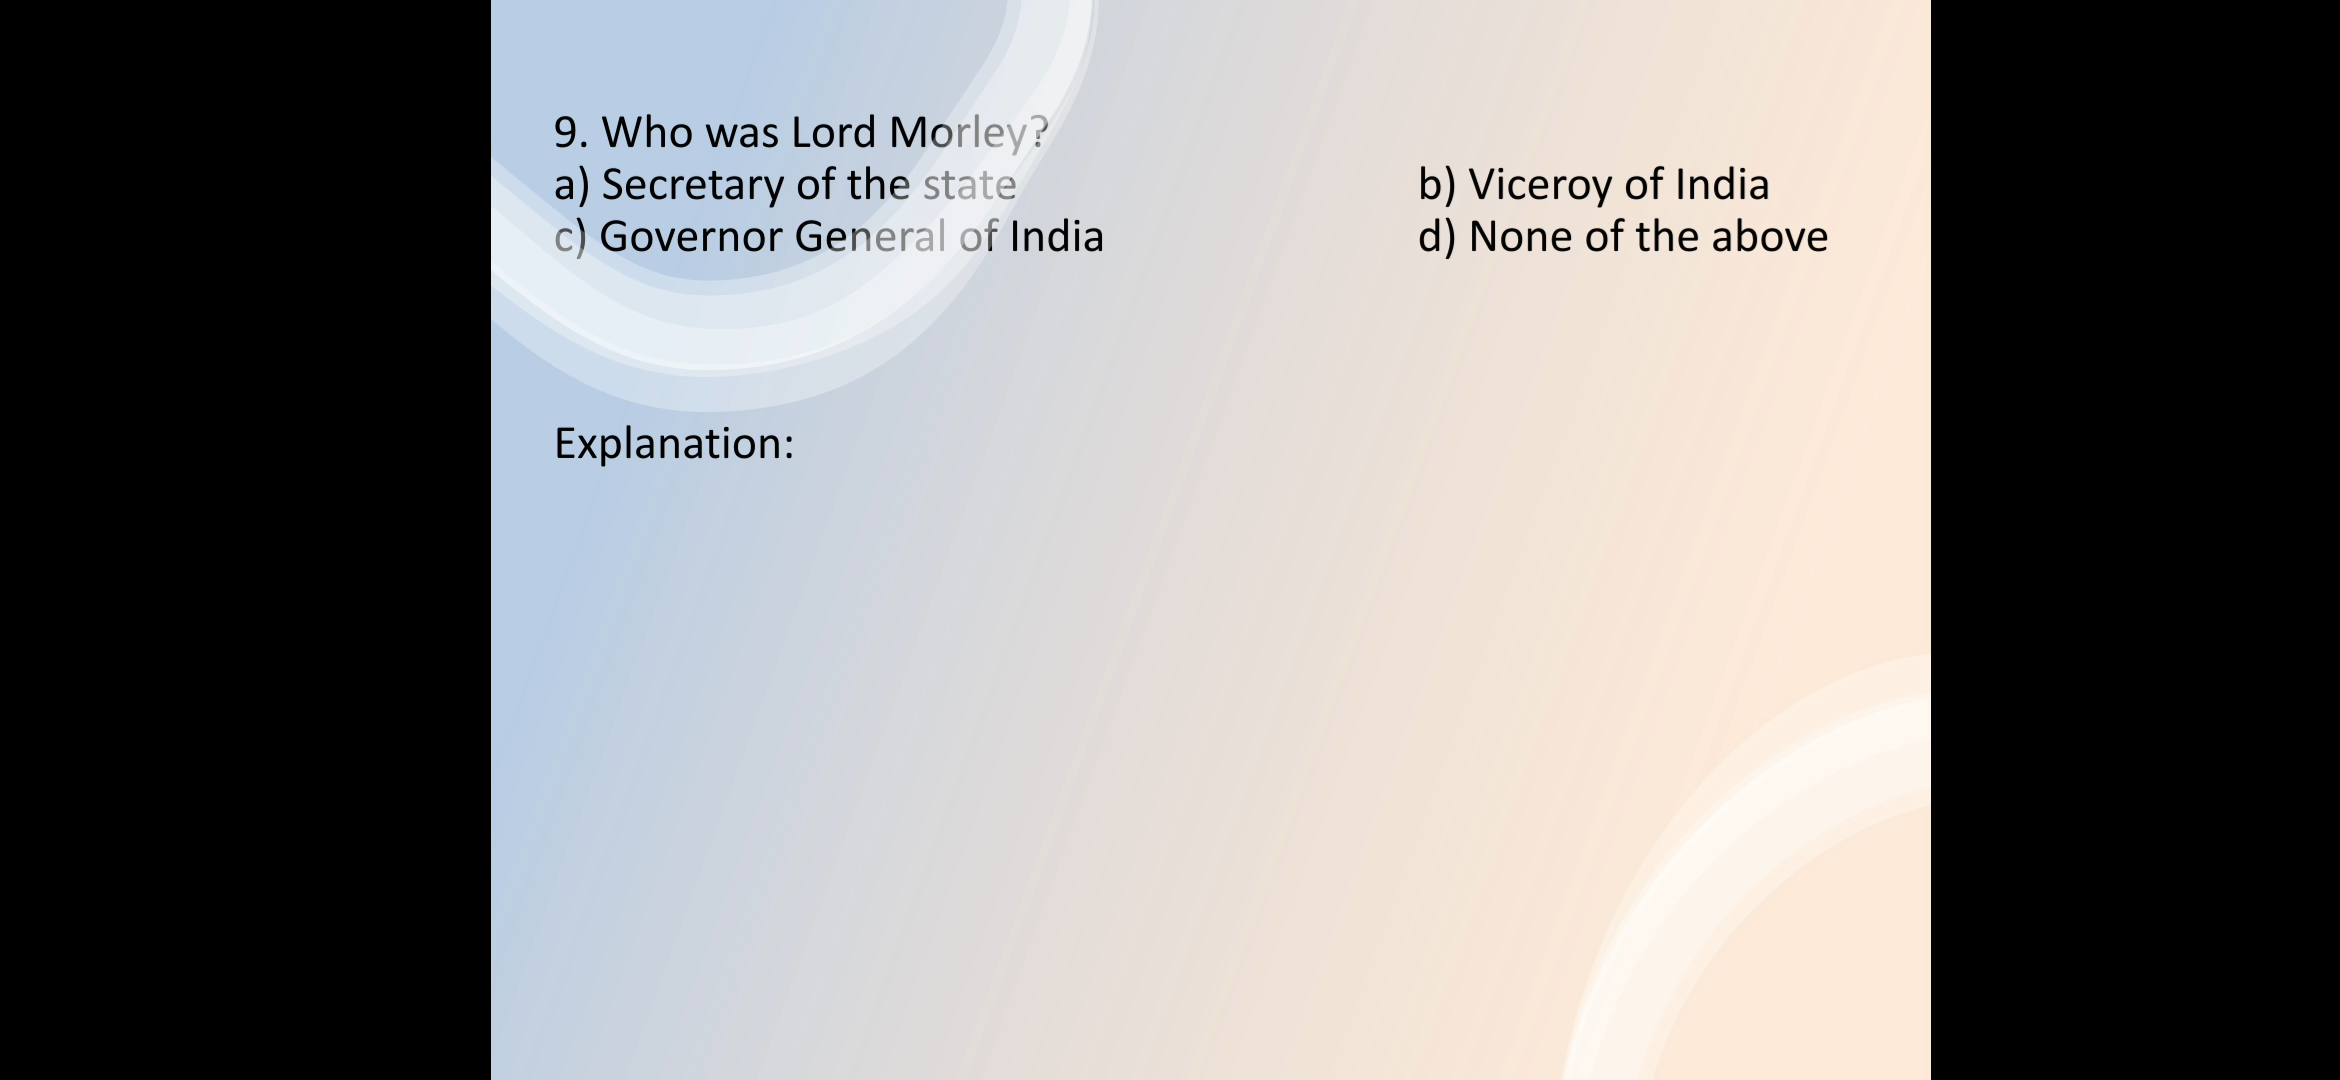 9. Who was Lord Morley?
a) Secretary of the state b) Viceroy of India
c) Governor General of India d) None of the above
Explanation: